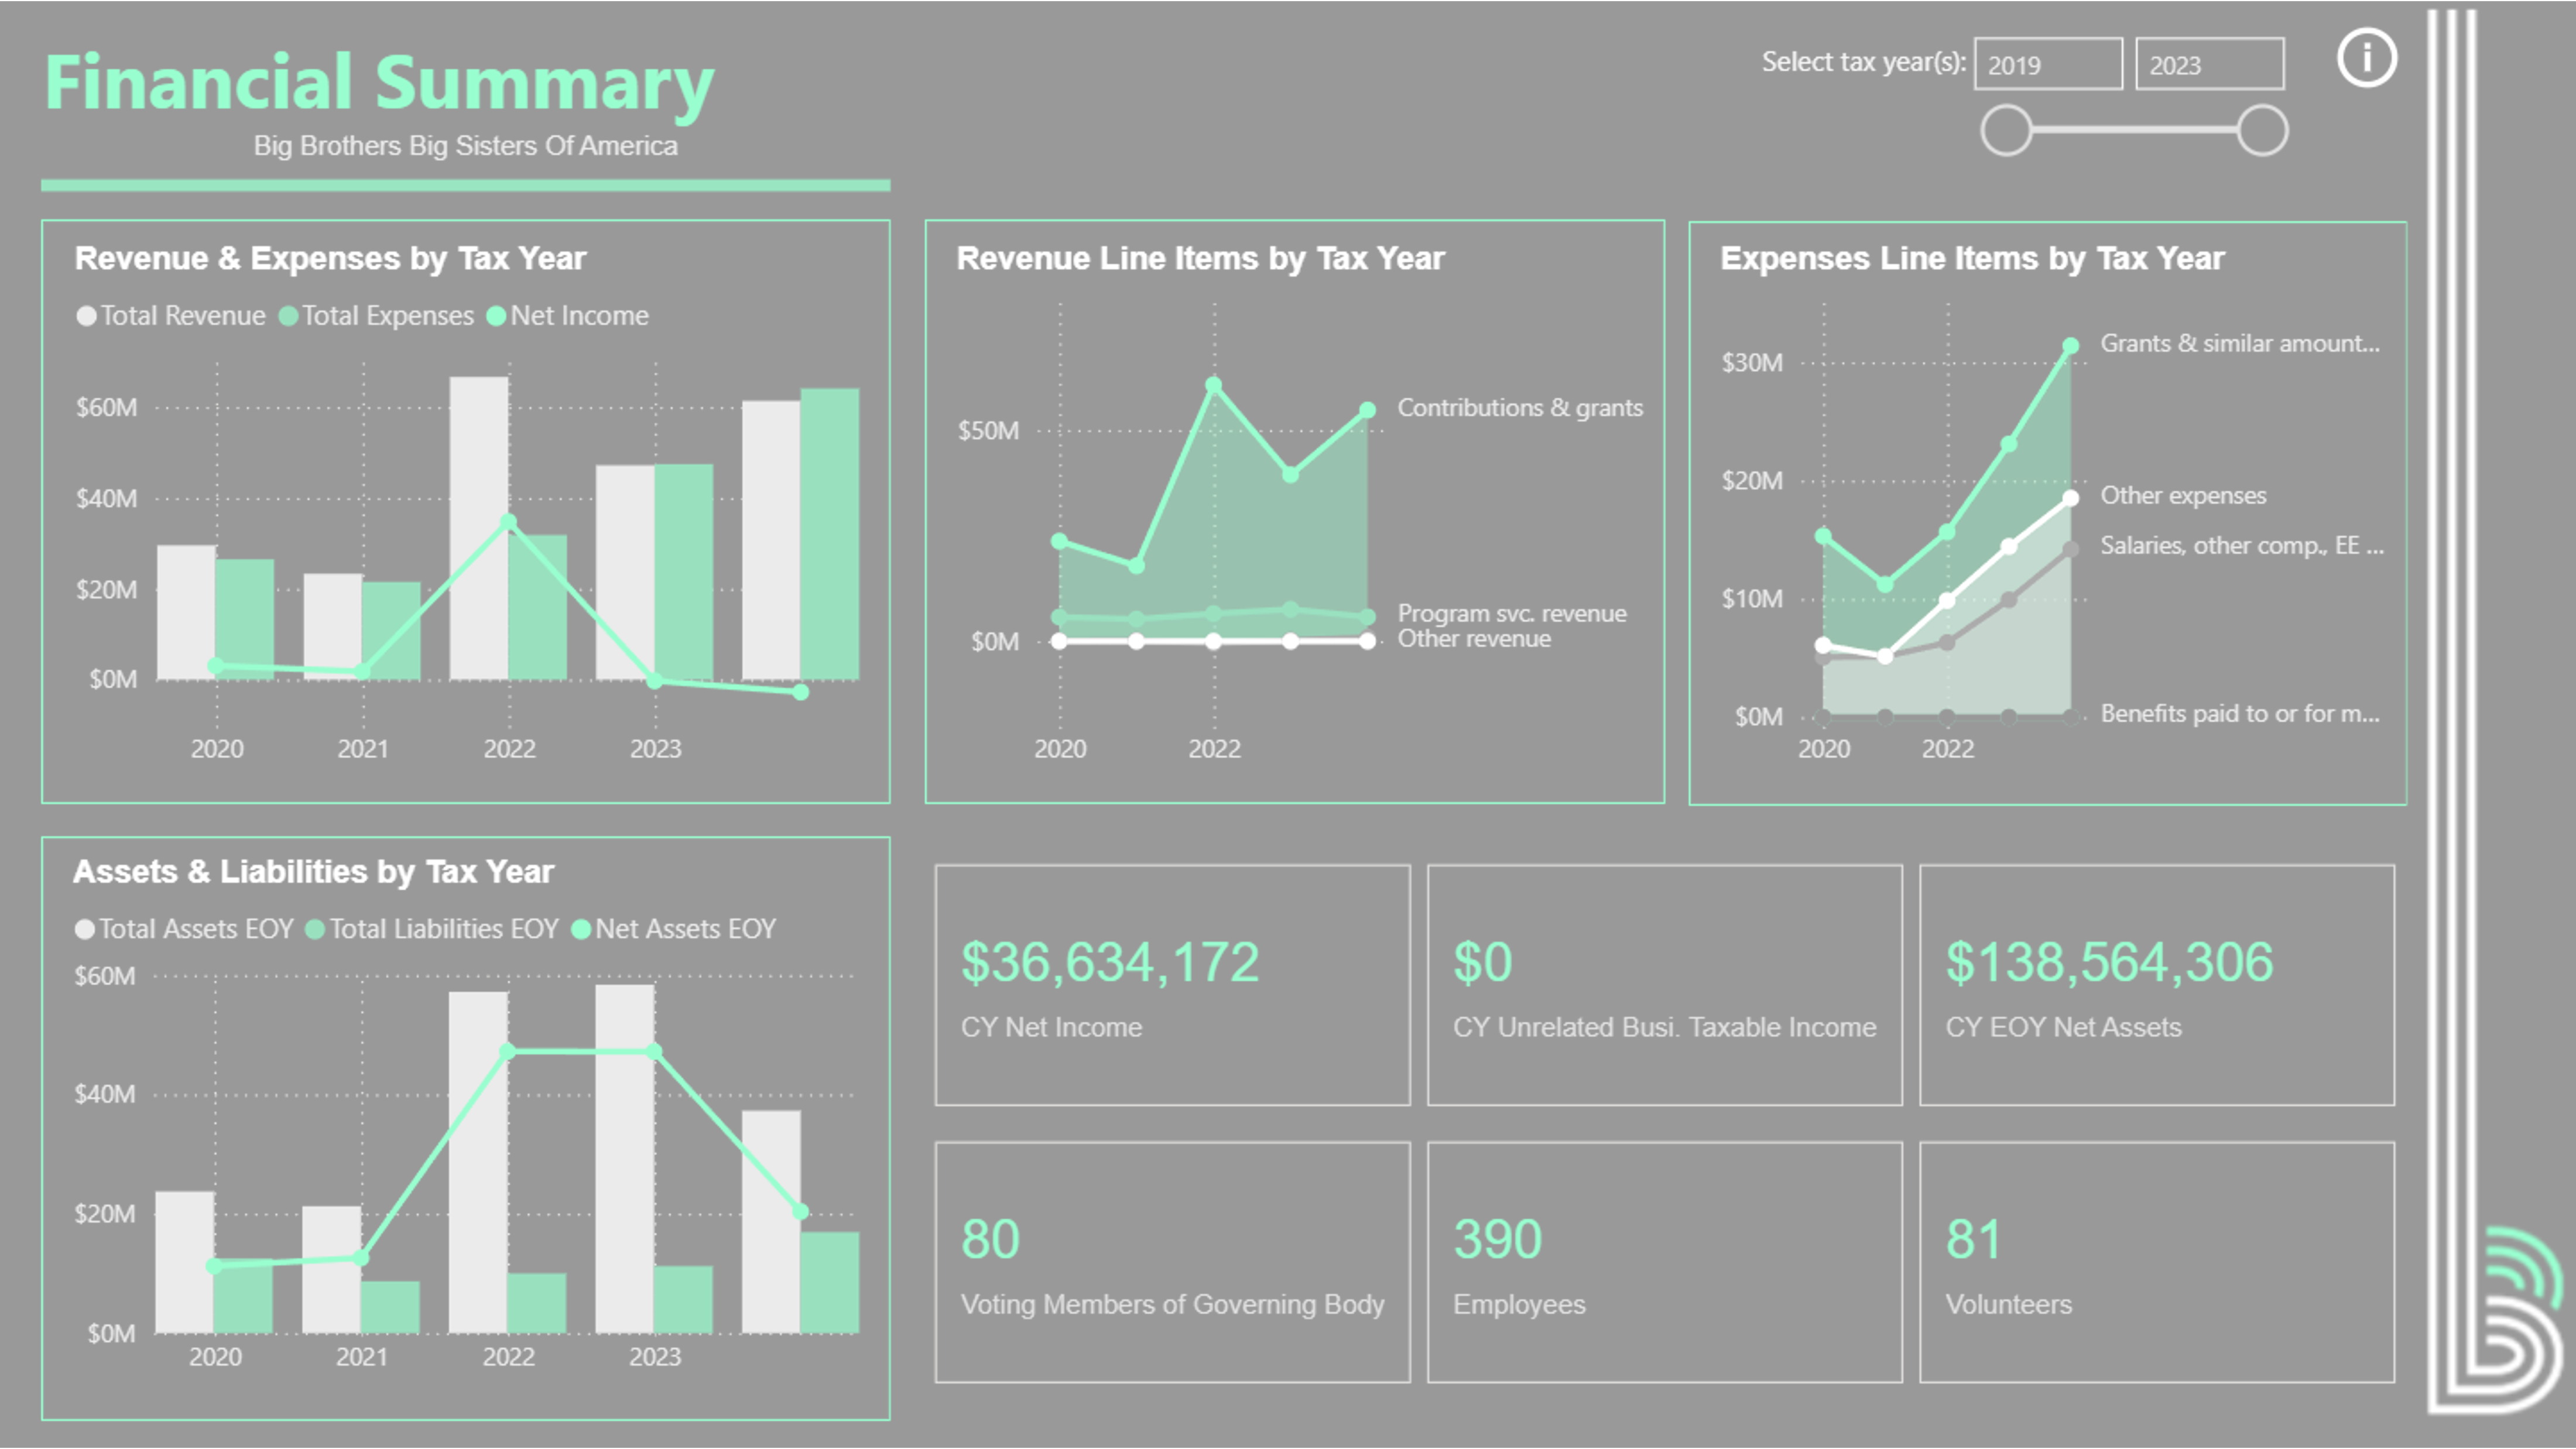 Financial Summary
Big Brothers Big Sisters Of America
Select tax year(s): 2019 2023
i
Revenue & Expenses by Tax Year
Total Revenue Total Expenses Net Income
$60M
$40M
$20M
$0M
2020 2021 2022 2023
Revenue Line Items by Tax Year
$50M
$0M
Contributions & grants
Program svc. revenue
Other revenue
2020 2022
Expenses Line Items by Tax Year
$30M
$20M
$10M
$0M
Grants & similar amount...
Other expenses
Salaries, other comp., EE ...
Benefits paid to or for m...
2020 2022
Assets & Liabilities by Tax Year
Total Assets EOY Total Liabilities EOY Net Assets EOY
$60M
$40M
$20M
$0M
2020 2021 2022 2023
$36,634,172
CY Net Income
$0
CY Unrelated Busi. Taxable Income
$138,564,306
CY EOY Net Assets
80
Voting Members of Governing Body
390
Employees
81
Volunteers